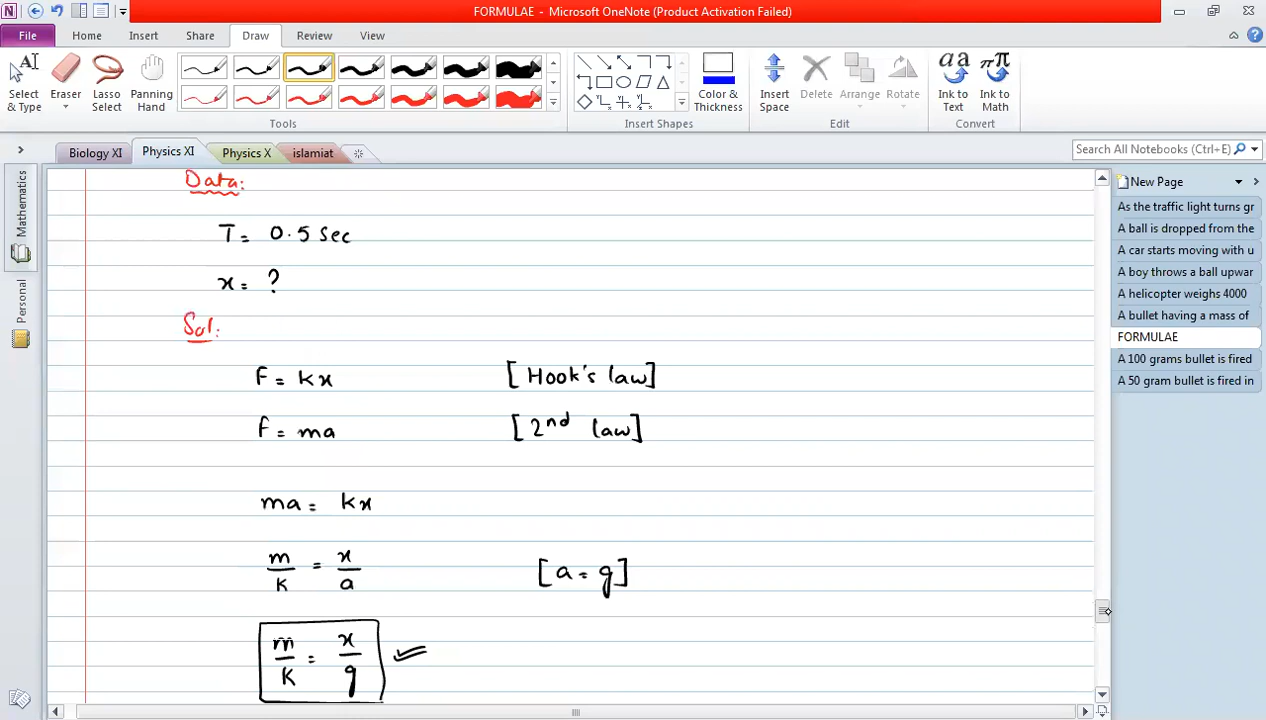 FORMULAE - Microsoft OneNote (Product Activation Failed)
File Home Insert Share Draw Review View
Select & Type Eraser Lasso Select Panning Hand Color & Thickness Insert Space Delete Arrange Rotate Ink to Text Ink to Math
Tools Insert Shapes Edit Convert
Biology XI Physics XI Physics X islamiat Search All Notebooks (Ctrl+E)
Mathematics
Personal
New Page
As the traffic light turns gr
A ball is dropped from the
A car starts moving with u
A boy throws a ball upwar
A helicopter weighs 4000
A bullet having a mass of
FORMULAE
A 100 grams bullet is fired
A 50 gram bullet is fired in
Data:
T= 0.5 Sec
x= ?
Sol:
F = kx [Hook's law]
F = ma [2nd law]
ma = kx
m/k = x/a [a = g]
m/k = x/g